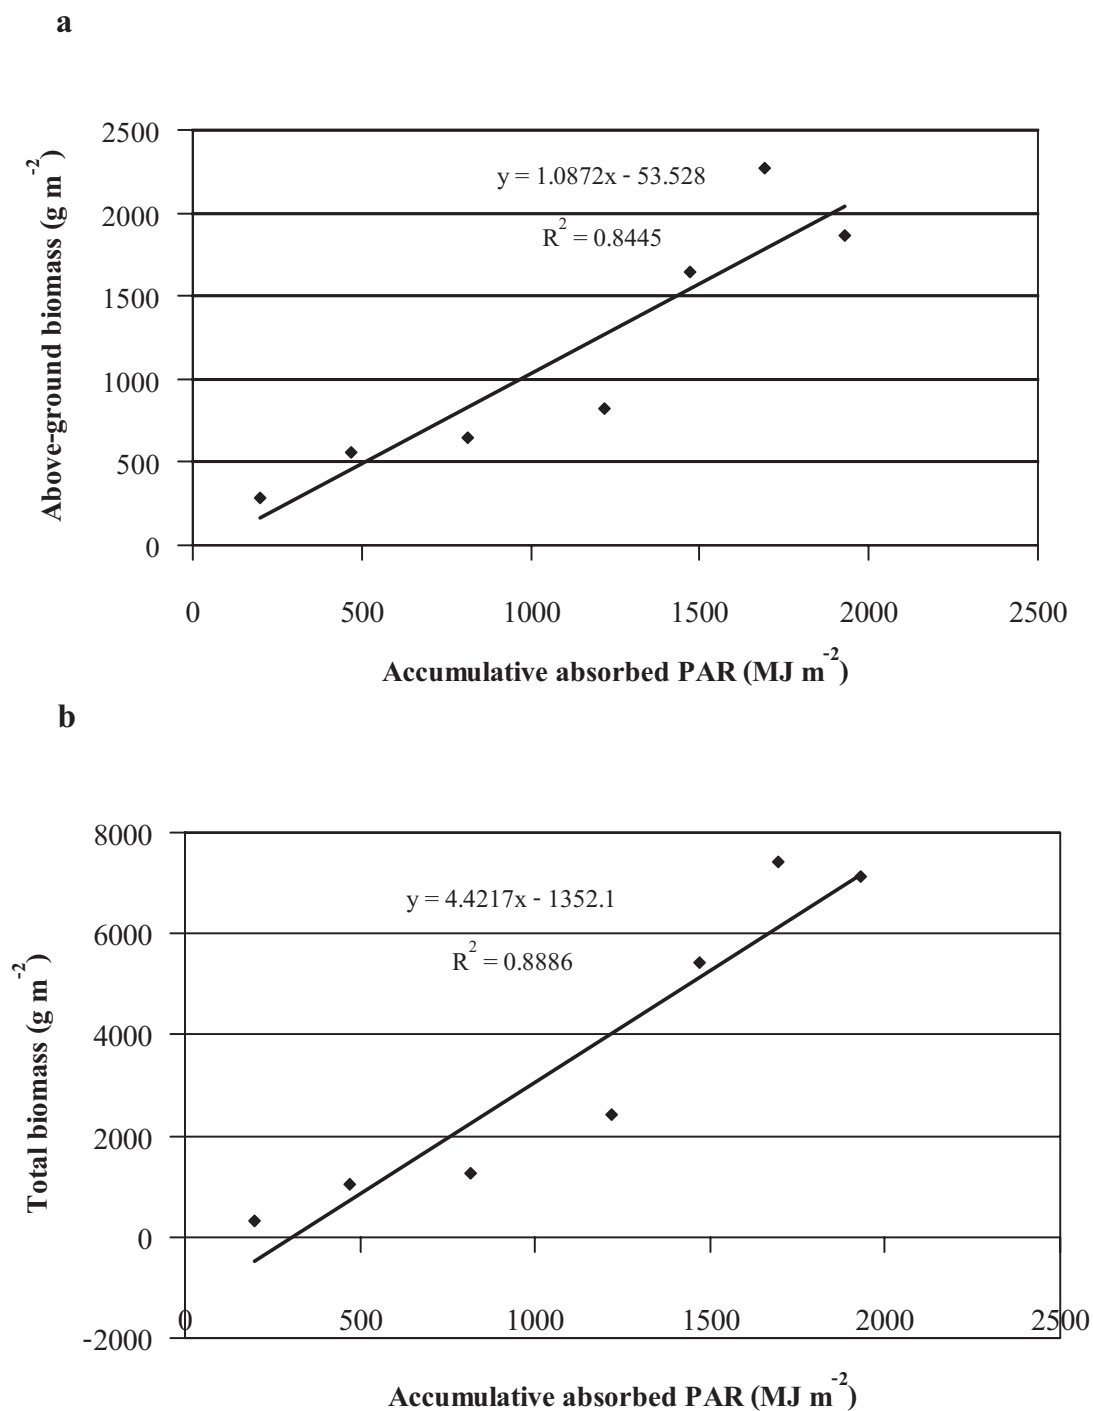 a
2500
2000
1500
1000
500
0
y = 1.0872x - 53.528
R² = 0.8445
Above-ground biomass (g m⁻²)
0 500 1000 1500 2000 2500
Accumulative absorbed PAR (MJ m⁻²)
b
8000
6000
4000
2000
0
-2000
y = 4.4217x - 1352.1
R² = 0.8886
Total biomass (g m⁻²)
0 500 1000 1500 2000 2500
Accumulative absorbed PAR (MJ m⁻²)